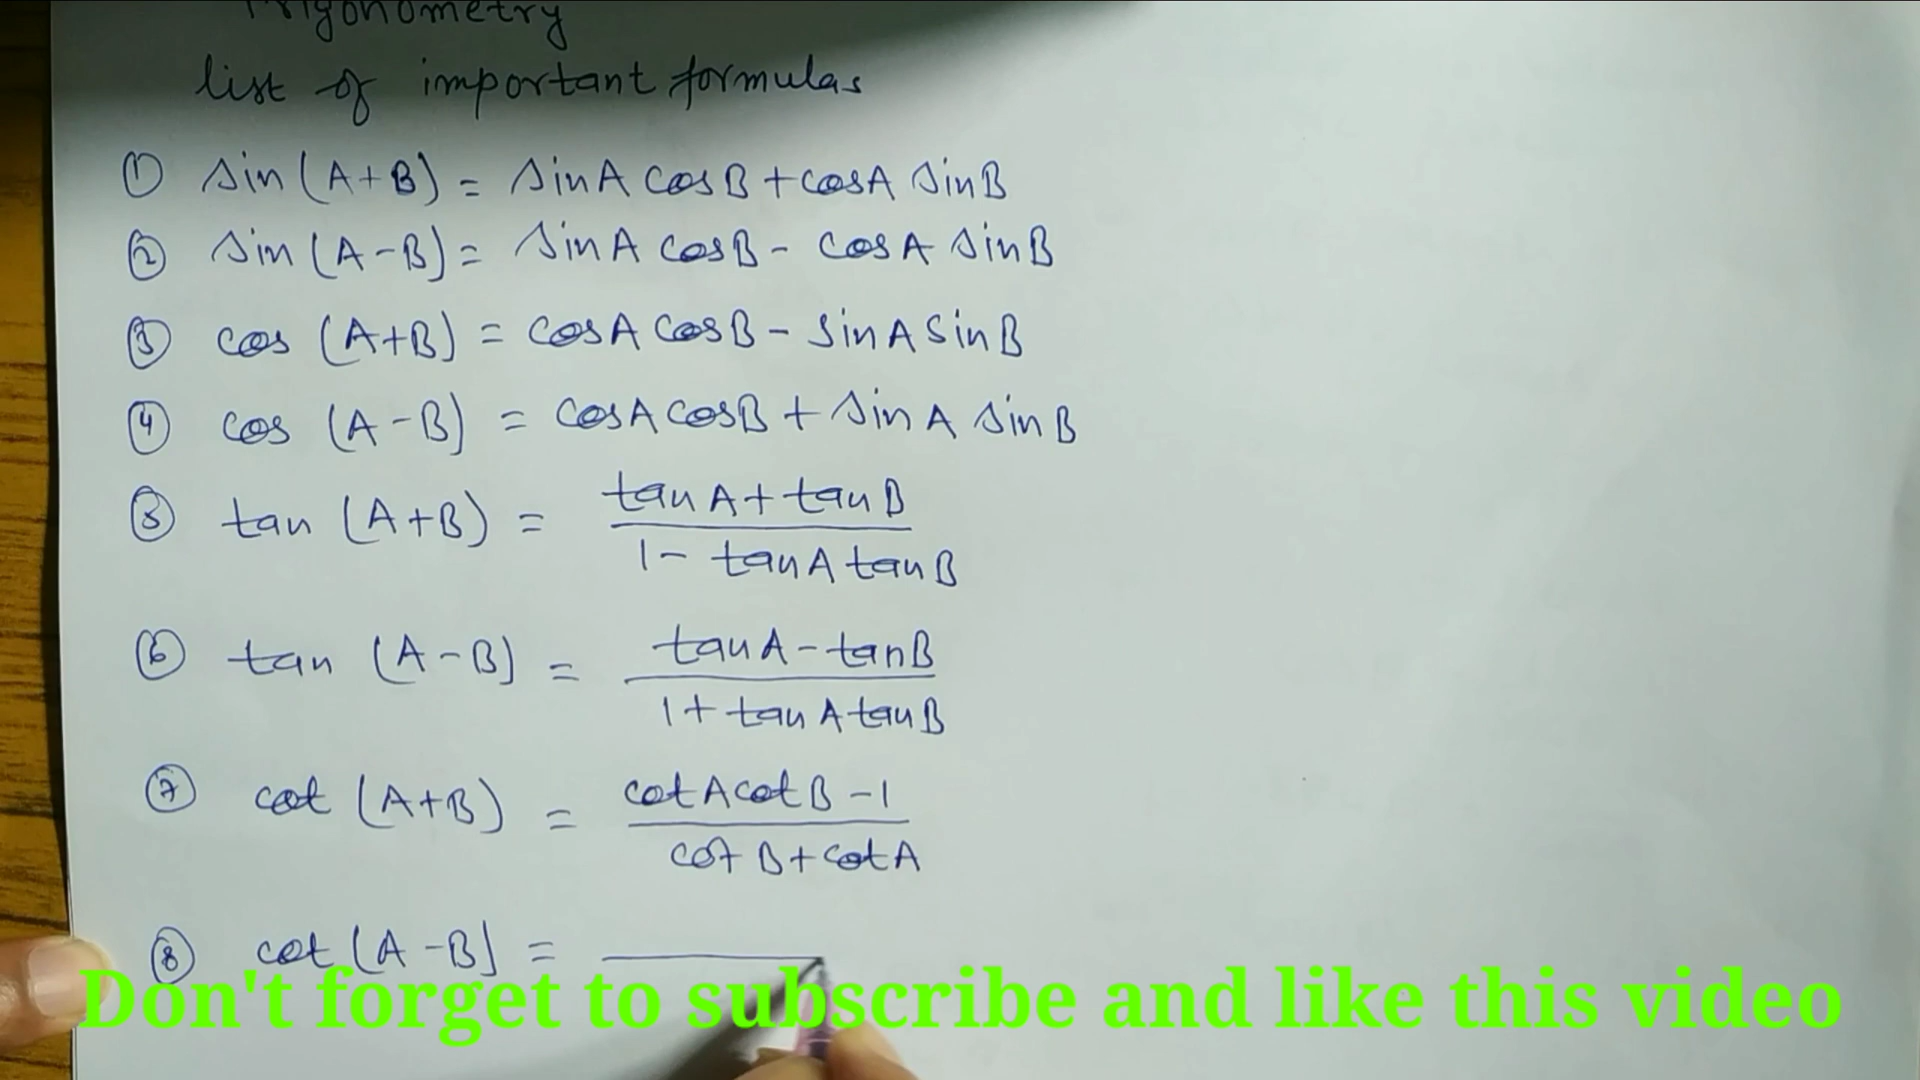 Trigonometry
list of important formulas
① sin (A+B) = sinA cosB + cosA sinB
② sin (A-B) = sinA cosB - cosA sinB
③ cos (A+B) = cosA cosB - sinA sinB
④ cos (A-B) = cosA cosB + sinA sinB
⑤ tan (A+B) = tanA + tanB
1 - tanA tanB
⑥ tan (A-B) = tanA - tanB
1 + tanA tanB
⑦ cot (A+B) = cotA cotB - 1
cotB + cotA
⑧ cot (A-B) =
Don't forget to subscribe and like this video